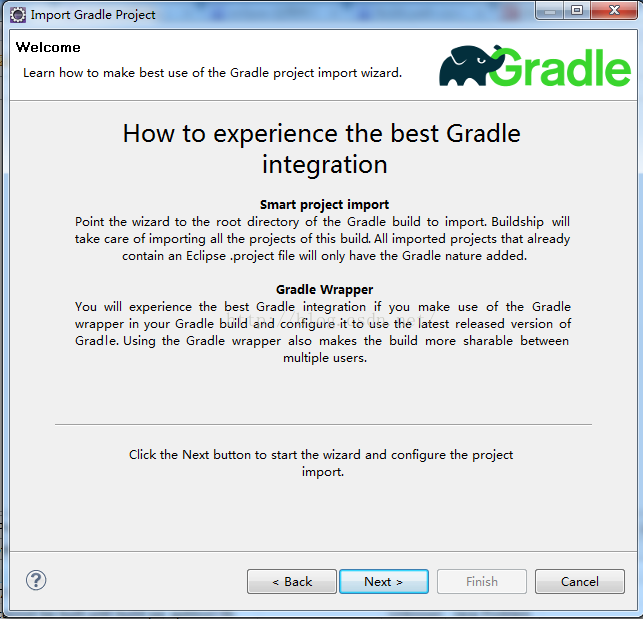 Import Gradle Project
Welcome
Learn how to make best use of the Gradle project import wizard.
Gradle
How to experience the best Gradle
integration
Smart project import
Point the wizard to the root directory of the Gradle build to import. Buildship will
take care of importing all the projects of this build. All imported projects that already
contain an Eclipse .project file will only have the Gradle nature added.
Gradle Wrapper
You will experience the best Gradle integration if you make use of the Gradle
wrapper in your Gradle build and configure it to use the latest released version of
Gradle. Using the Gradle wrapper also makes the build more sharable between
multiple users.
http://blog.csdn.net/
Click the Next button to start the wizard and configure the project
import.
?
< Back
Next >
Finish
Cancel